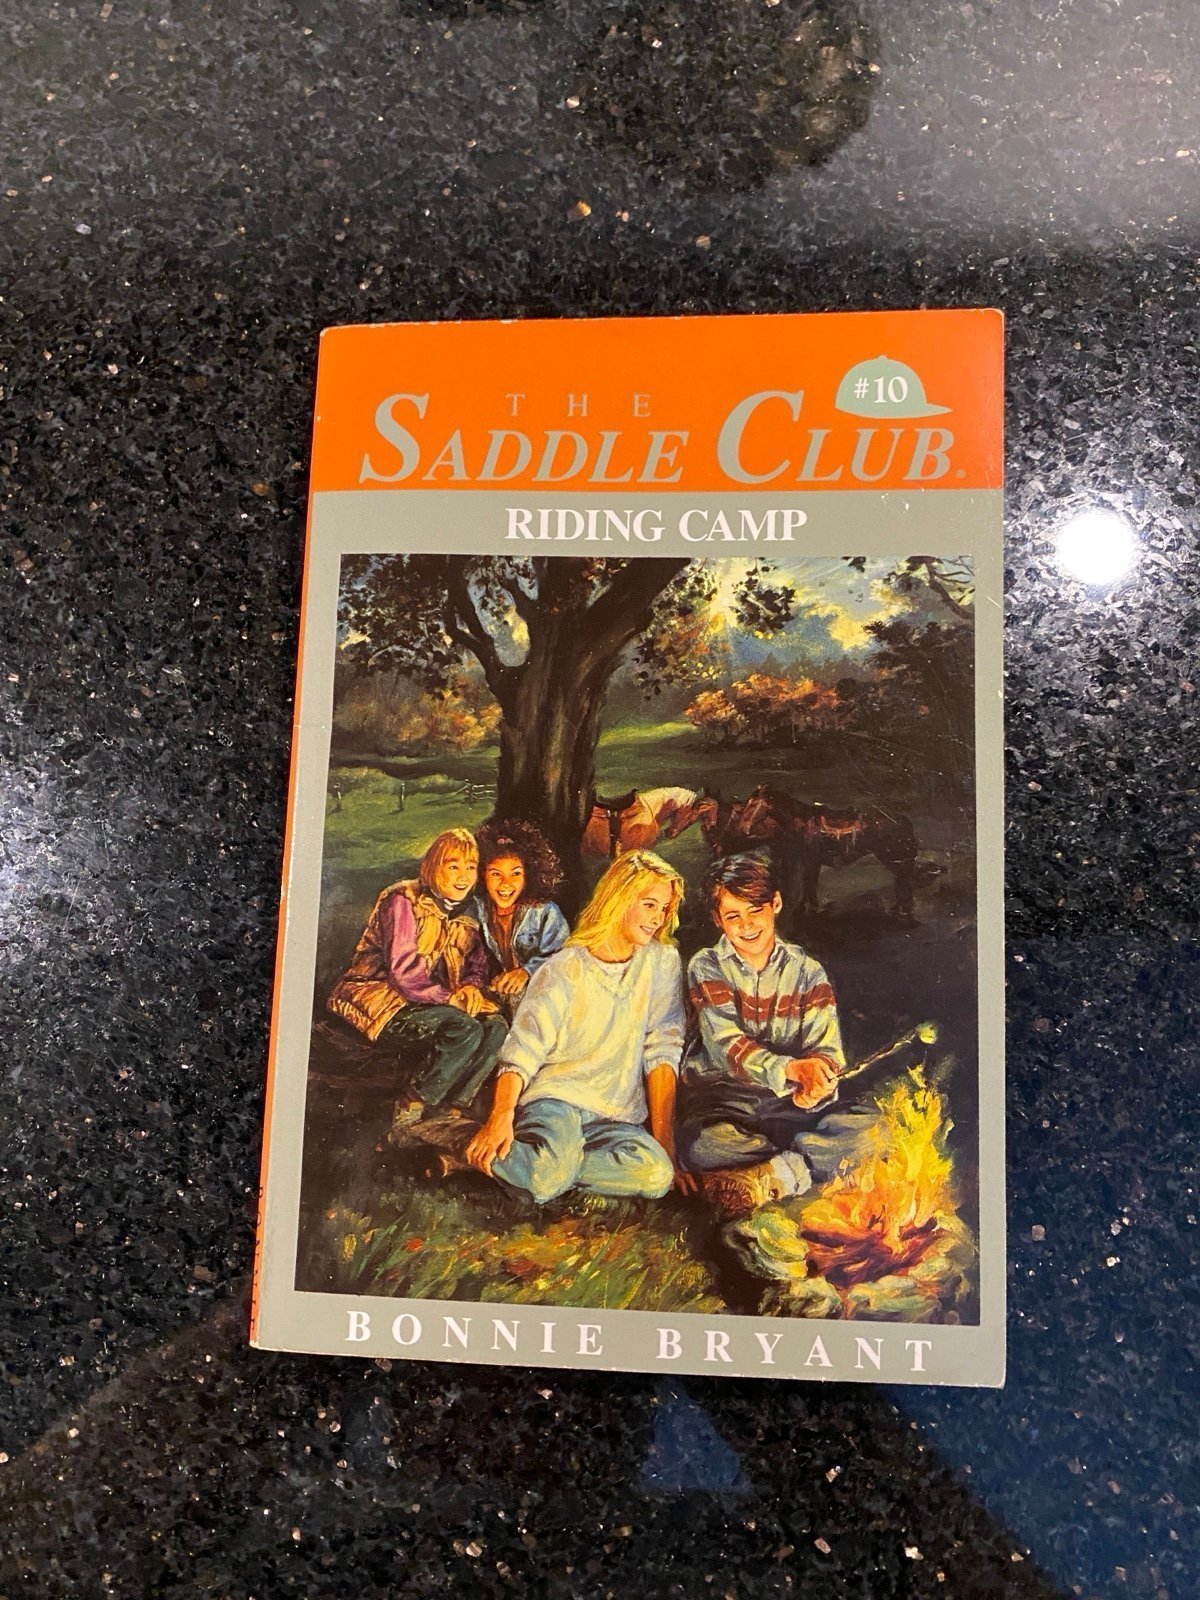 #10
THE
SADDLE CLUB.
RIDING CAMP
BONNIE BRYANT